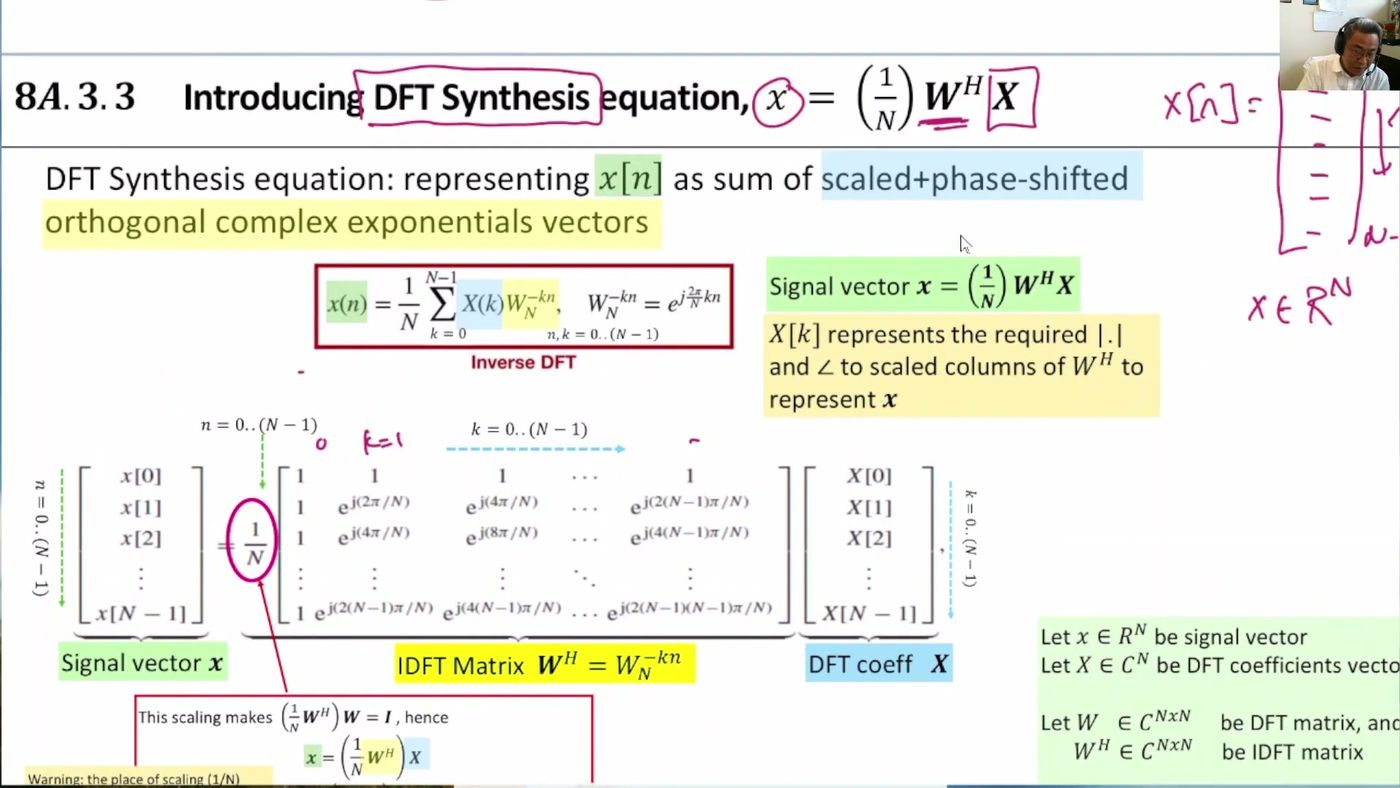 8A.3.3 Introducing DFT Synthesis equation, x = (1/N) W^H X
x[n] =
DFT Synthesis equation: representing x[n] as sum of scaled+phase-shifted
orthogonal complex exponentials vectors
x(n) = 1/N ∑_{k = 0}^{N−1} X(k)W_N^{−kn}, W_N^{−kn} = e^{j 2π/N kn}
n,k = 0..(N − 1)
Inverse DFT
Signal vector x = (1/N) W^H X
X[k] represents the required |.|
and ∠ to scaled columns of W^H to
represent x
x ∈ R^N
n = 0..(N − 1)
0 k=1
k = 0..(N − 1)
n = 0..(N − 1)
x[0] 1 1 1 ... 1 X[0]
x[1] 1 e^{j(2π/N)} e^{j(4π/N)} ... e^{j(2(N−1)π/N)} X[1]
x[2] = 1/N 1 e^{j(4π/N)} e^{j(8π/N)} ... e^{j(4(N−1)π/N)} X[2] ,
⋮ ⋮ ⋮ ⋮ ⋱ ⋮ ⋮
x[N − 1] 1 e^{j(2(N−1)π/N)} e^{j(4(N−1)π/N)} ... e^{j(2(N−1)(N−1)π/N)} X[N − 1]
k = 0..(N − 1)
Signal vector x
IDFT Matrix W^H = W_N^{−kn}
DFT coeff X
This scaling makes (1/N W^H) W = I , hence
x = (1/N W^H) X
Warning: the place of scaling (1/N)
Let x ∈ R^N be signal vector
Let X ∈ C^N be DFT coefficients vecto
Let W ∈ C^{NxN} be DFT matrix, and
W^H ∈ C^{NxN} be IDFT matrix